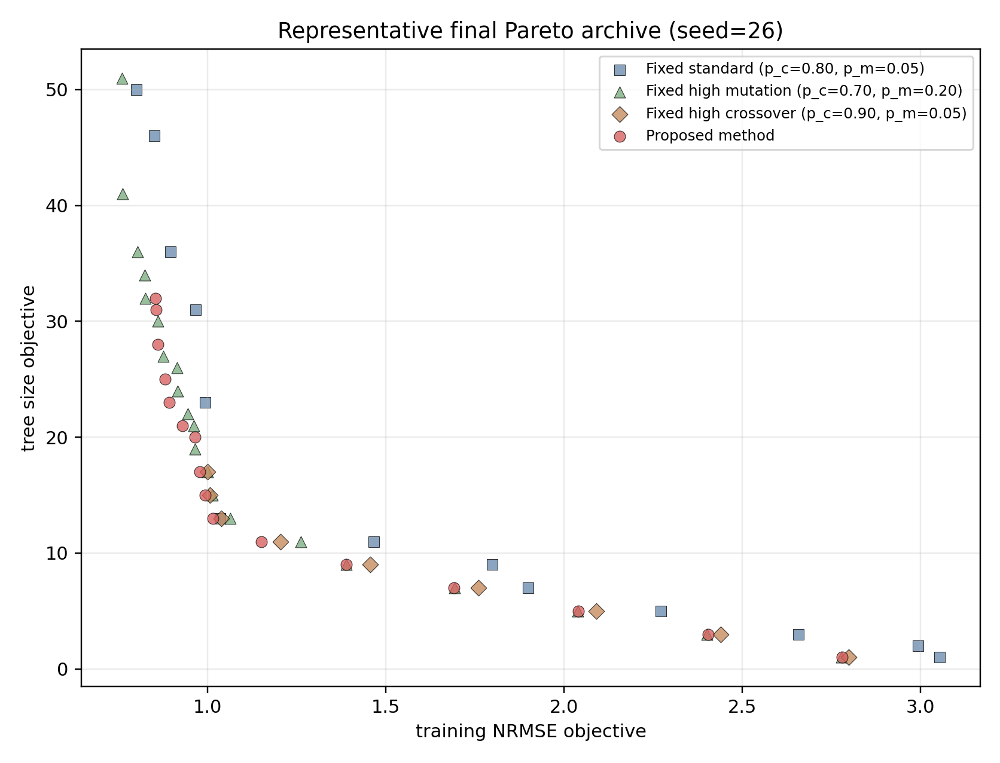 Representative final Pareto archive (seed=26)
Fixed standard (p_c=0.80, p_m=0.05)
Fixed high mutation (p_c=0.70, p_m=0.20)
Fixed high crossover (p_c=0.90, p_m=0.05)
Proposed method
tree size objective
50
40
30
20
10
0
1.0 1.5 2.0 2.5 3.0
training NRMSE objective